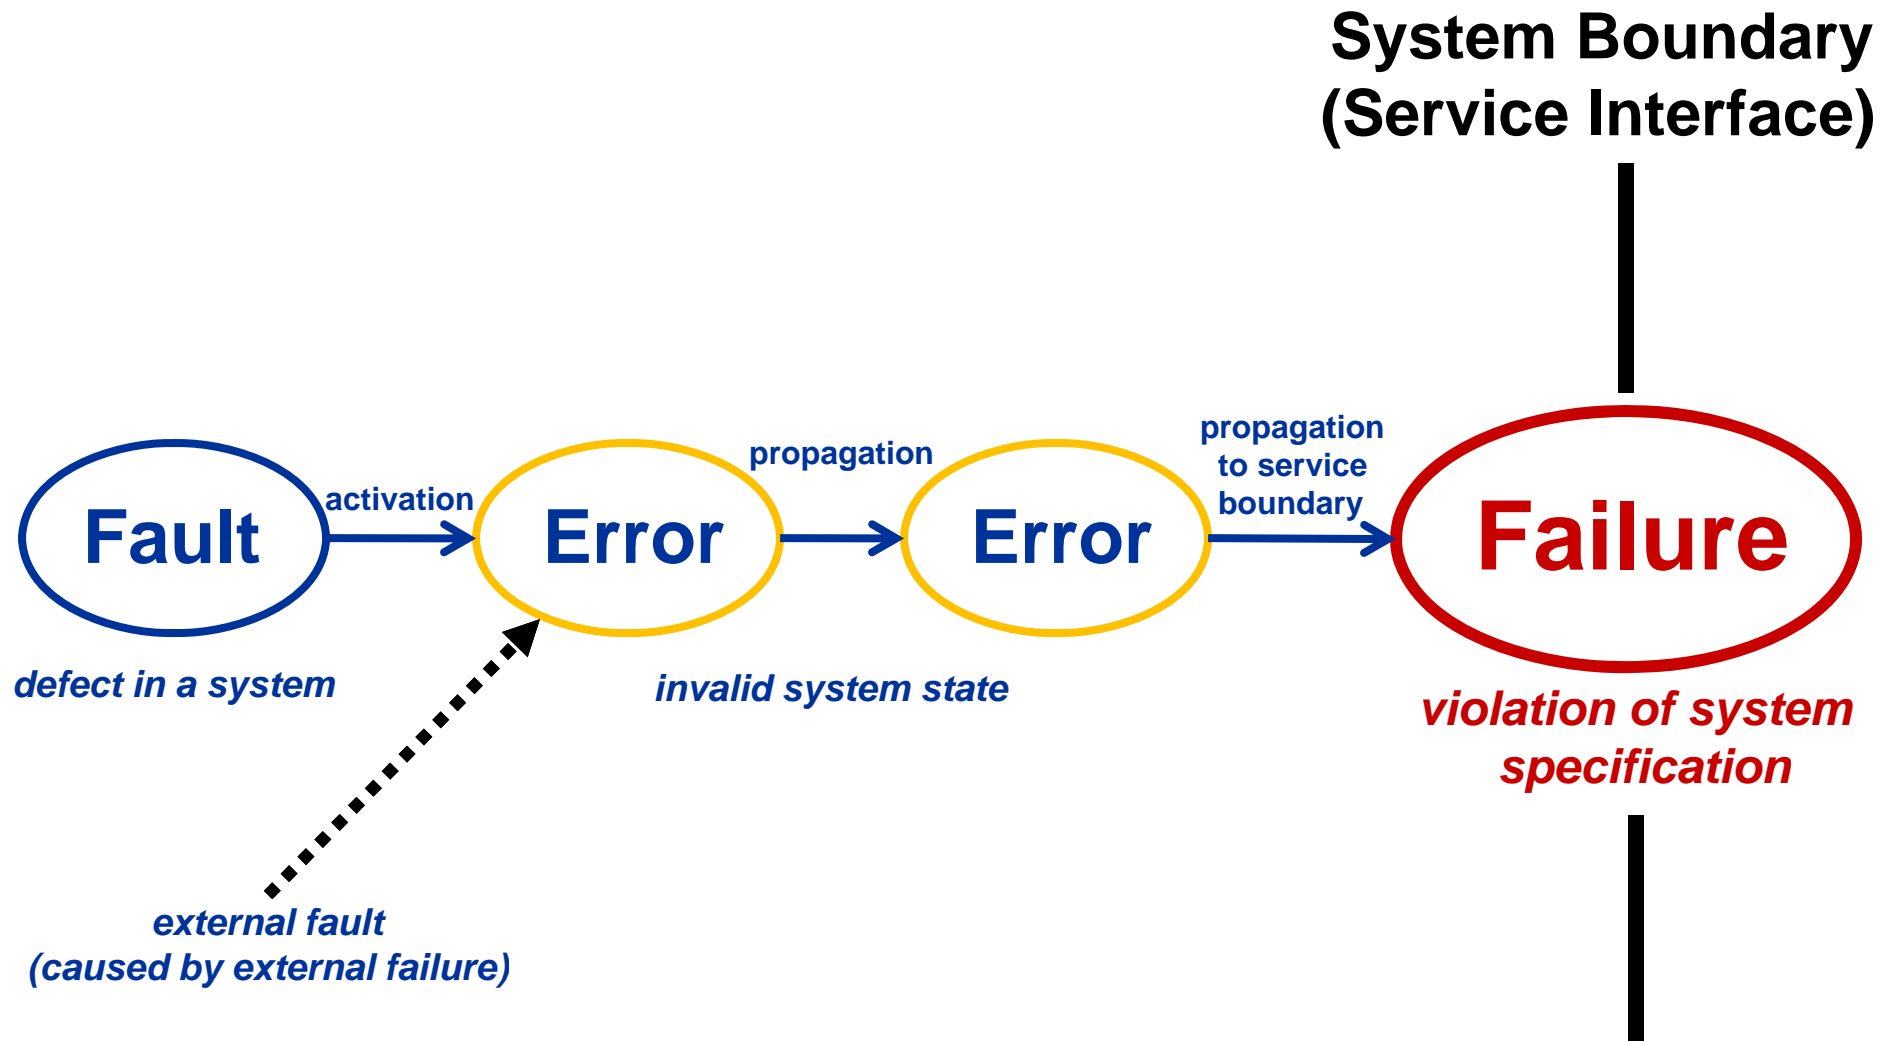 System Boundary
(Service Interface)
Fault
activation
Error
propagation
Error
propagation
to service
boundary
Failure
defect in a system
invalid system state
violation of system
specification
external fault
(caused by external failure)